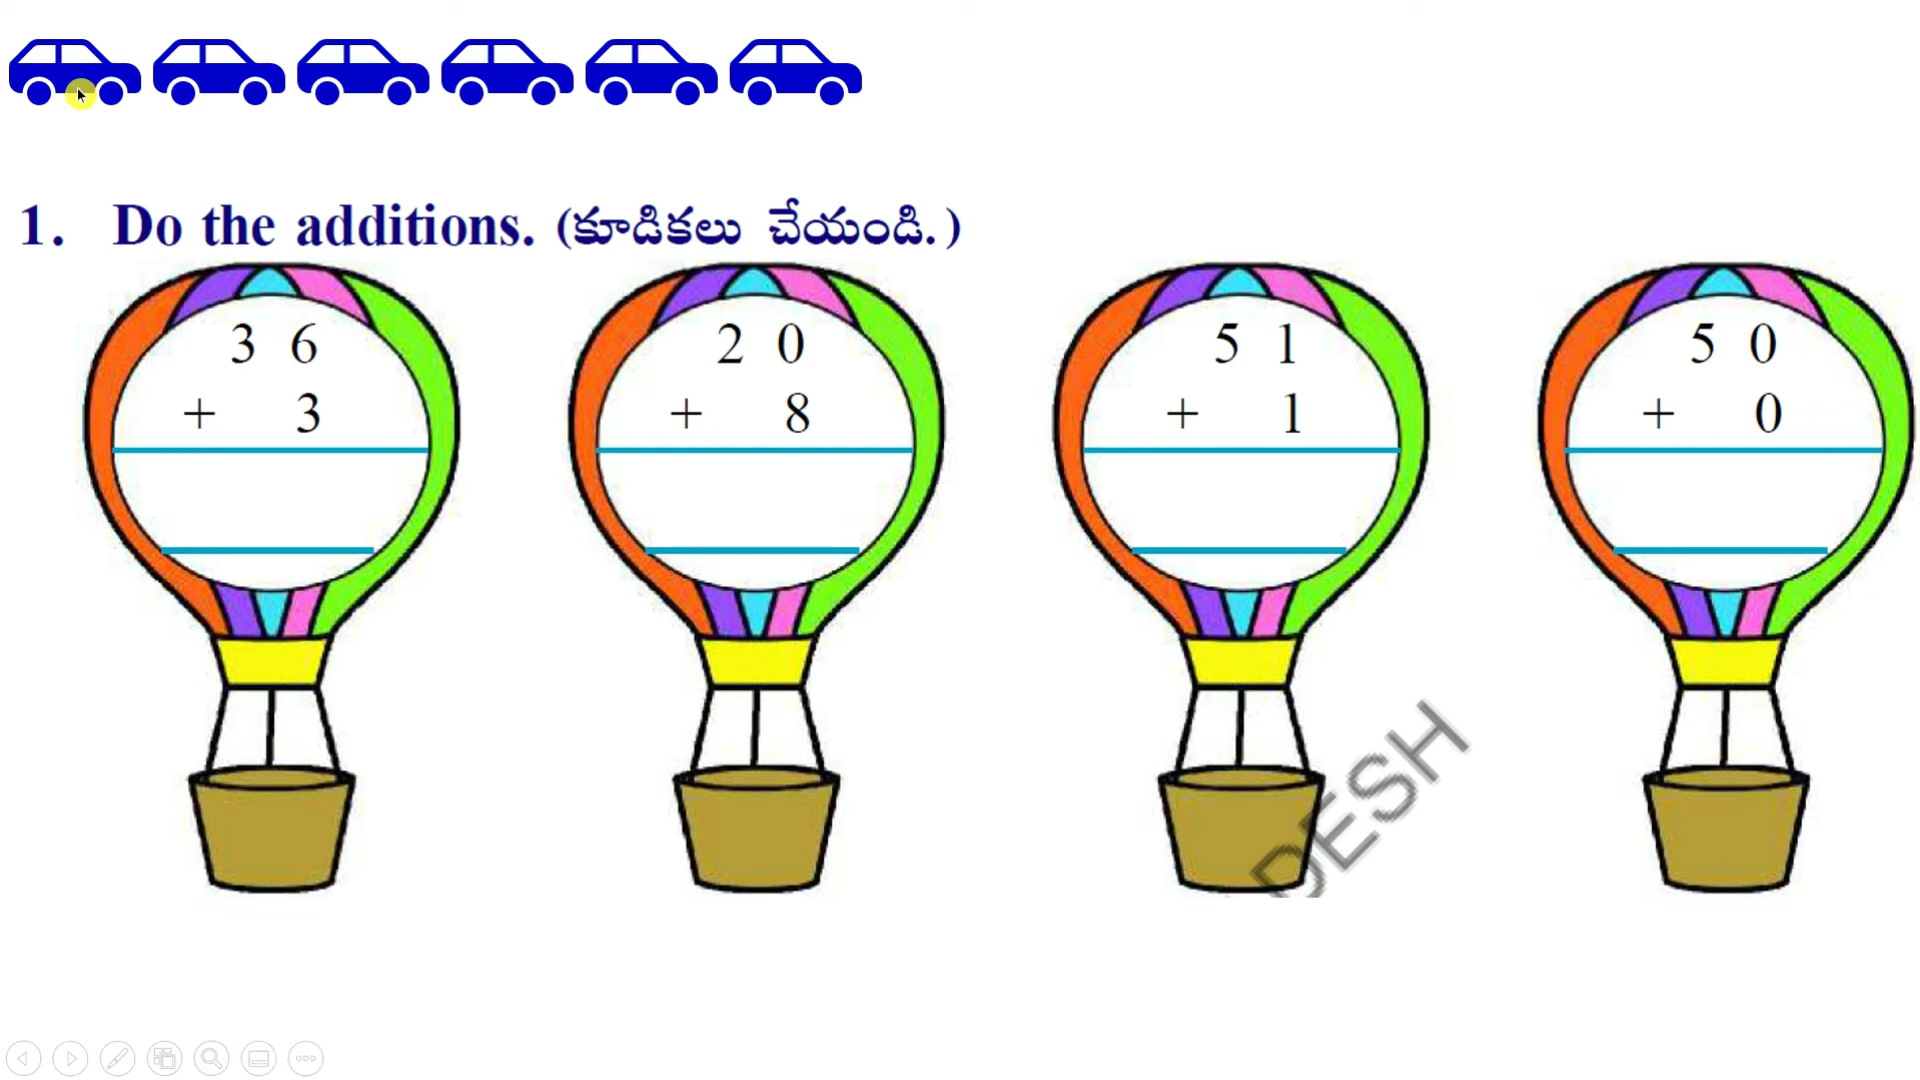 1. Do the additions. (కూడికలు చేయండి.)
3 6 2 0 5 1 5 0
+ 3 + 8 + 1 + 0
DESH